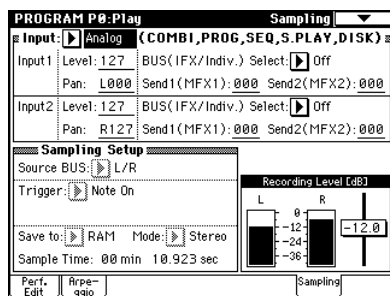 PROGRAM P0:Play Sampling
Input: Analog (COMBI,PROG,SEQ,S.PLAY,DISK)
Input1 Level: 127 BUS(IFX/Indiv.) Select: Off
Pan: L000 Send1(MFX1): 000 Send2(MFX2): 000
Input2 Level: 127 BUS(IFX/Indiv.) Select: Off
Pan: R127 Send1(MFX1): 000 Send2(MFX2): 000
Sampling Setup
Source BUS: L/R
Trigger: Note On
Save to: RAM Mode: Stereo
Sample Time: 00 min 10.923 sec
Recording Level [dB]
L R
0
-12
-24
-36
-12.0
Perf. Edit
Arpe- ggio
Sampling